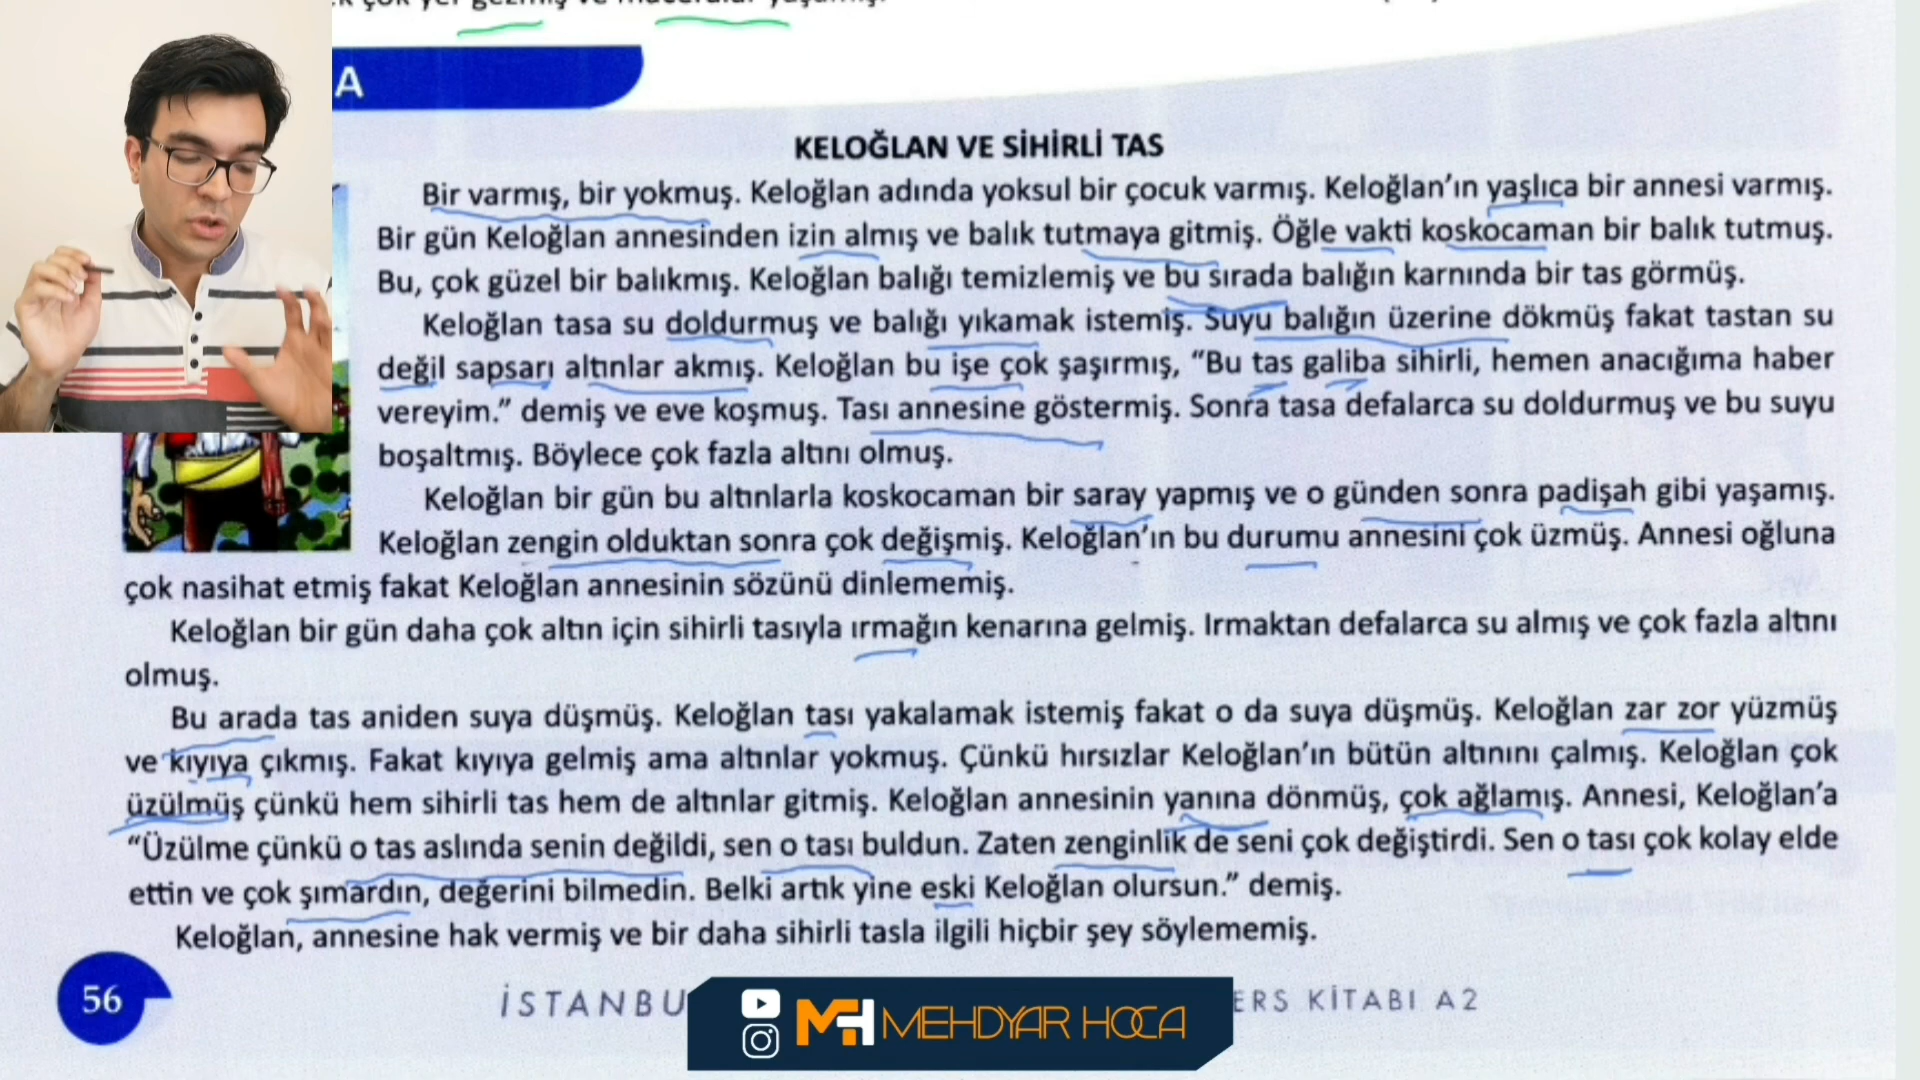 A
KELOĞLAN VE SİHİRLİ TAS
Bir varmış, bir yokmuş. Keloğlan adında yoksul bir çocuk varmış. Keloğlan'ın yaşlıca bir annesi varmış.
Bir gün Keloğlan annesinden izin almış ve balık tutmaya gitmiş. Öğle vakti koskocaman bir balık tutmuş.
Bu, çok güzel bir balıkmış. Keloğlan balığı temizlemiş ve bu sırada balığın karnında bir tas görmüş.
Keloğlan tasa su doldurmuş ve balığı yıkamak istemiş. Suyu balığın üzerine dökmüş fakat tastan su
değil sapsarı altınlar akmış. Keloğlan bu işe çok şaşırmış, "Bu tas galiba sihirli, hemen anacığıma haber
vereyim." demiş ve eve koşmuş. Tası annesine göstermiş. Sonra tasa defalarca su doldurmuş ve bu suyu
boşaltmış. Böylece çok fazla altını olmuş.
Keloğlan bir gün bu altınlarla koskocaman bir saray yapmış ve o günden sonra padişah gibi yaşamış.
Keloğlan zengin olduktan sonra çok değişmiş. Keloğlan'ın bu durumu annesini çok üzmüş. Annesi oğluna
çok nasihat etmiş fakat Keloğlan annesinin sözünü dinlememiş.
Keloğlan bir gün daha çok altın için sihirli tasıyla ırmağın kenarına gelmiş. Irmaktan defalarca su almış ve çok fazla altını
olmuş.
Bu arada tas aniden suya düşmüş. Keloğlan tası yakalamak istemiş fakat o da suya düşmüş. Keloğlan zar zor yüzmüş
ve kıyıya çıkmış. Fakat kıyıya gelmiş ama altınlar yokmuş. Çünkü hırsızlar Keloğlan'ın bütün altınını çalmış. Keloğlan çok
üzülmüş çünkü hem sihirli tas hem de altınlar gitmiş. Keloğlan annesinin yanına dönmüş, çok ağlamış. Annesi, Keloğlan'a
"Üzülme çünkü o tas aslında senin değildi, sen o tası buldun. Zaten zenginlik de seni çok değiştirdi. Sen o tası çok kolay elde
ettin ve çok şımardın, değerini bilmedin. Belki artık yine eski Keloğlan olursun." demiş.
Keloğlan, annesine hak vermiş ve bir daha sihirli tasla ilgili hiçbir şey söylememiş.
56
İSTANBU ERS KİTABI A2
MH MEHDYAR HOCA